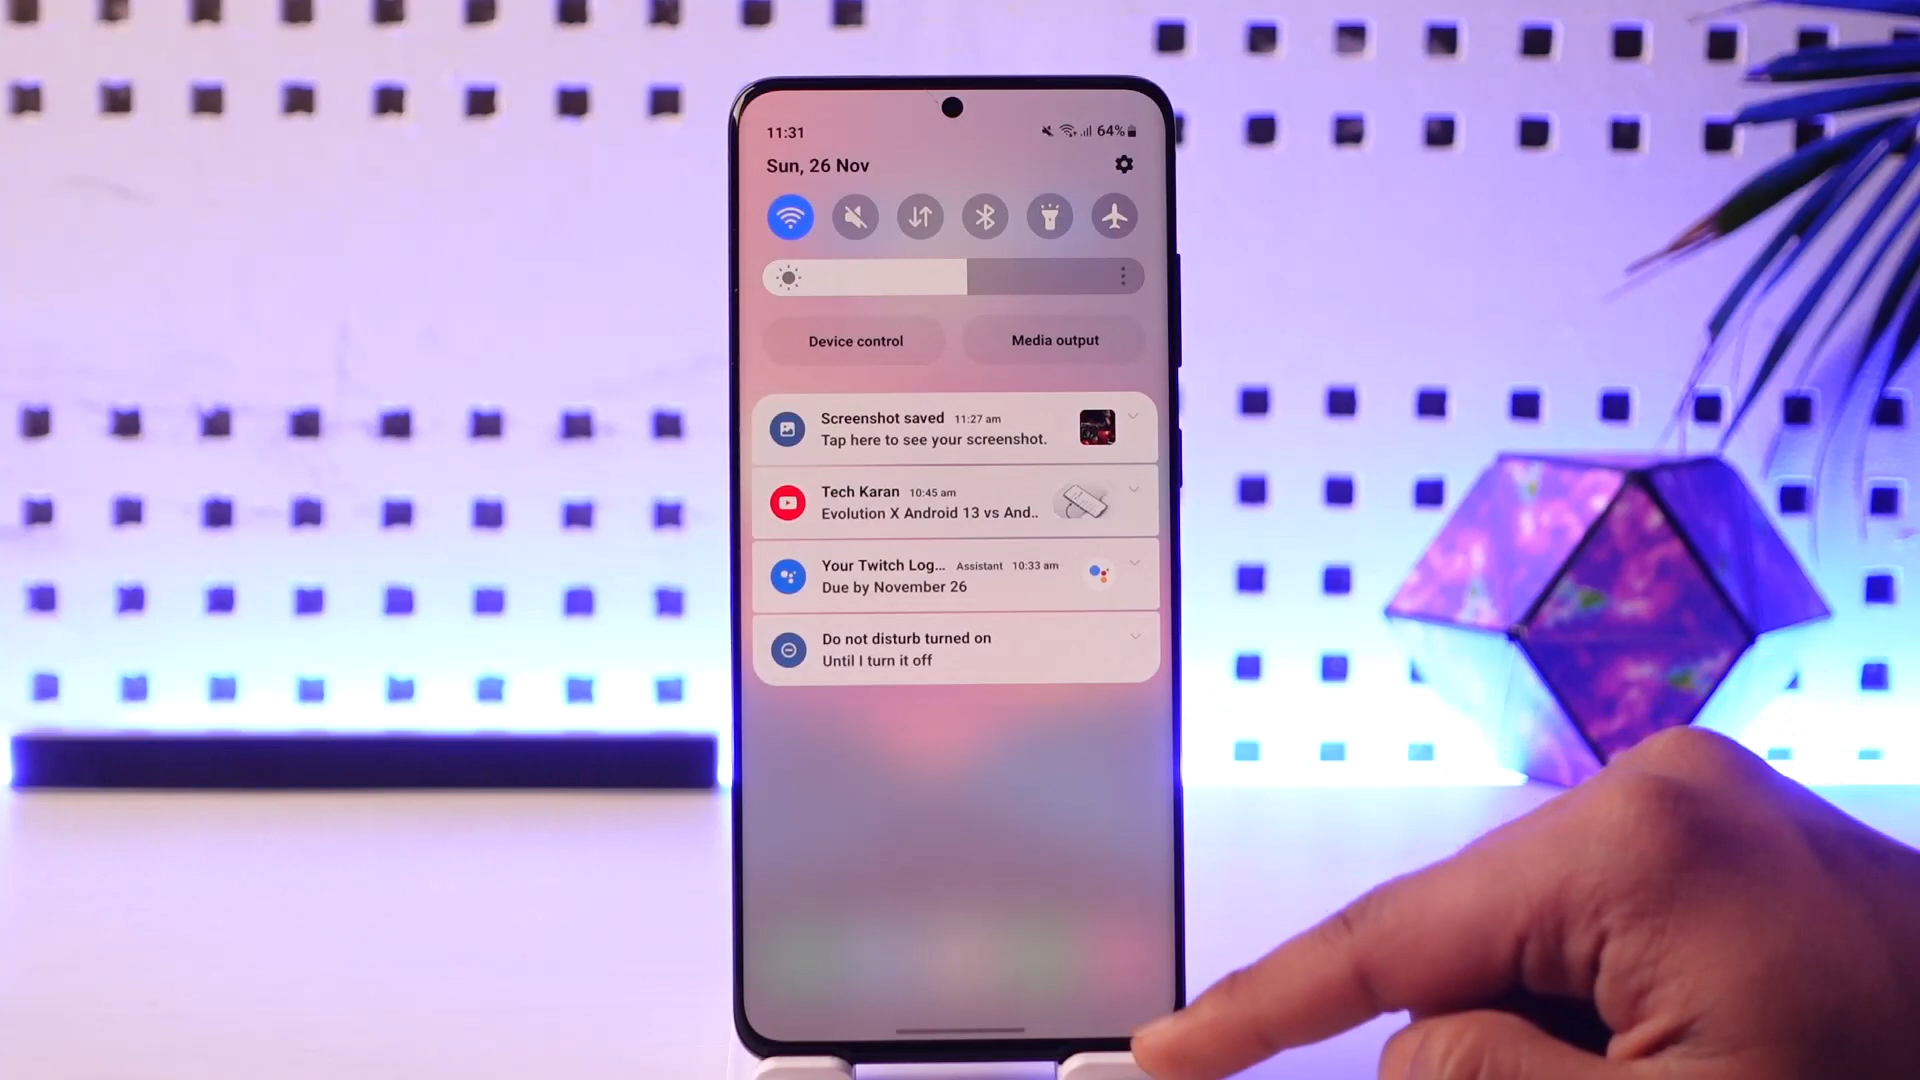 11:31
64%
Sun, 26 Nov
Device control
Media output
Screenshot saved 11:27 am
Tap here to see your screenshot.
Tech Karan 10:45 am
Evolution X Android 13 vs And..
Your Twitch Log... Assistant 10:33 am
Due by November 26
Do not disturb turned on
Until I turn it off